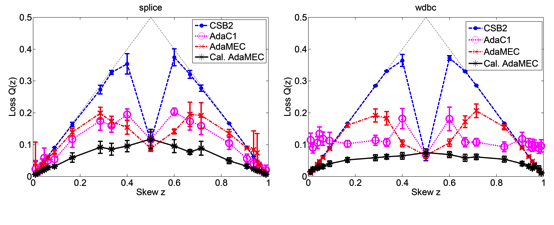 splice
0.5
0.4
0.3
0.2
0.1
0
Loss Q(z)
0.01
0.2
0.4
0.6
0.8
1
Skew z
CSB2
AdaC1
AdaMEC
Cal. AdaMEC
wdbc
0.5
0.4
0.3
0.2
0.1
0
Loss Q(z)
0.01
0.2
0.4
0.6
0.8
1
Skew z
CSB2
AdaC1
AdaMEC
Cal. AdaMEC